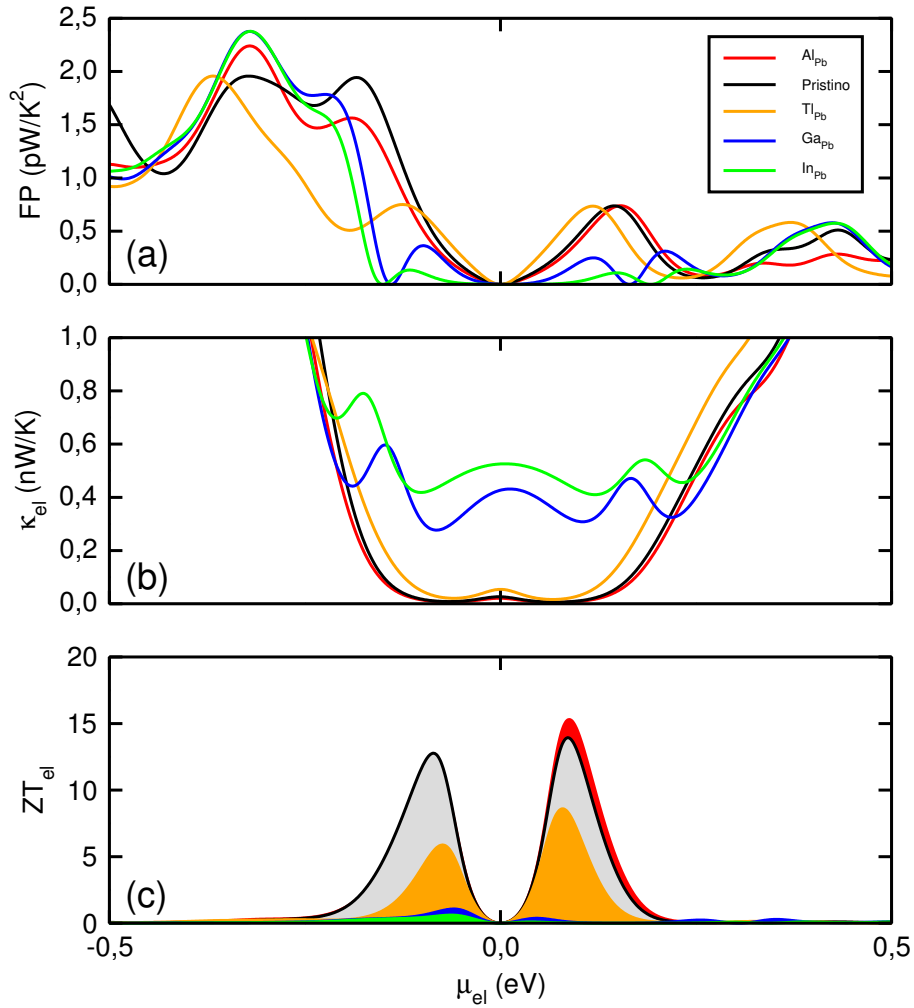 2,5
2,0
1,5
1,0
0,5
0,0
FP (pW/K²)
(a)
Al_Pb
Pristino
Tl_Pb
Ga_Pb
In_Pb
1,0
0,8
0,6
0,4
0,2
0,0
κ_el (nW/K)
(b)
20
15
10
5
0
ZT_el
(c)
-0,5 0,0 0,5
μ_el (eV)